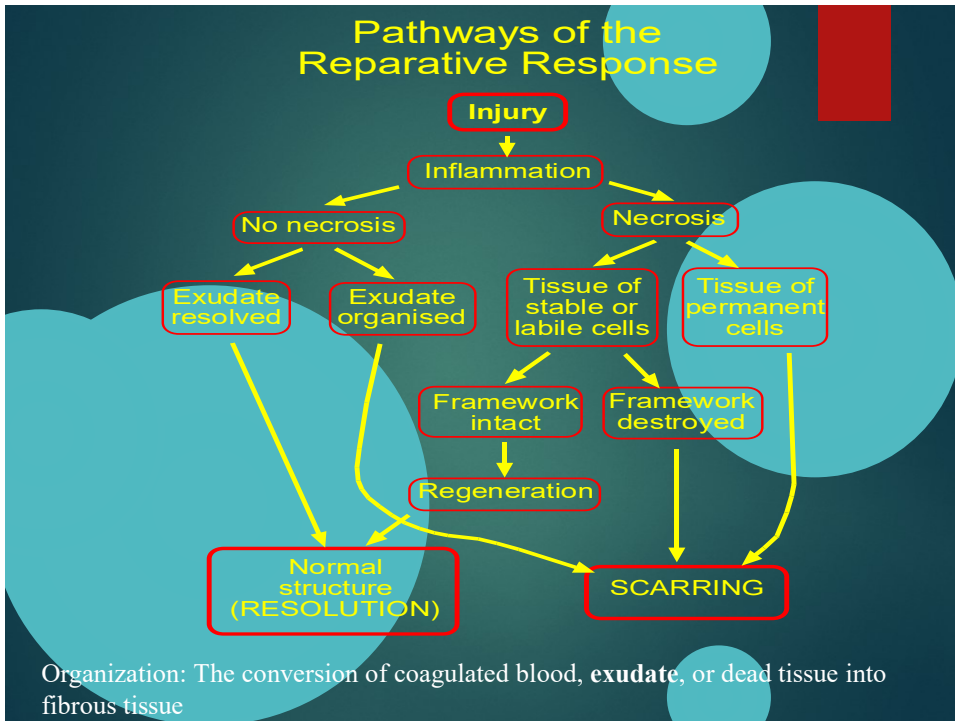 Pathways of the
Reparative Response
Injury
Inflammation
No necrosis
Necrosis
Exudate
resolved
Exudate
organised
Tissue of
stable or
labile cells
Tissue of
permanent
cells
Framework
intact
Framework
destroyed
Regeneration
Normal
structure
(RESOLUTION)
SCARRING
Organization: The conversion of coagulated blood, exudate, or dead tissue into
fibrous tissue